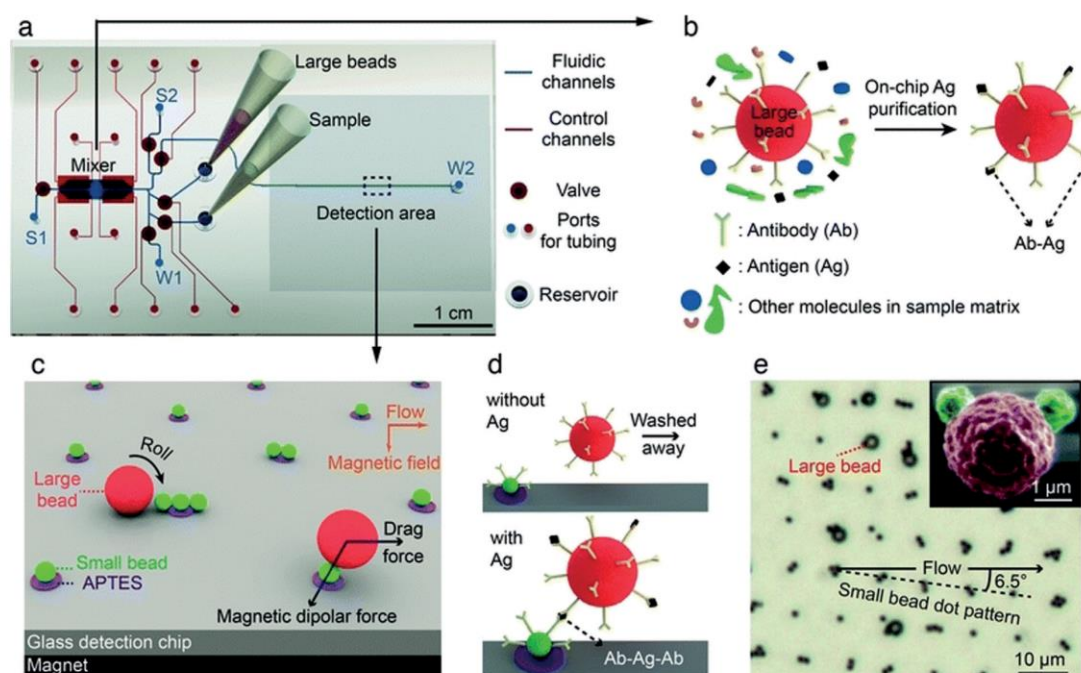 a
Large beads
Sample
S2
Mixer
S1
W1
W2
Detection area
1 cm
Fluidic
channels
Control
channels
Valve
Ports
for tubing
Reservoir
b
Large
bead
On-chip Ag
purification
Ab-Ag
: Antibody (Ab)
: Antigen (Ag)
: Other molecules in sample matrix
c
Flow
Magnetic field
Roll
Large
bead
Drag
force
Small bead
APTES
Magnetic dipolar force
Glass detection chip
Magnet
d
without
Ag
Washed
away
with
Ag
Ab-Ag-Ab
e
Large bead
1 µm
Flow
6.5°
Small bead dot pattern
10 µm